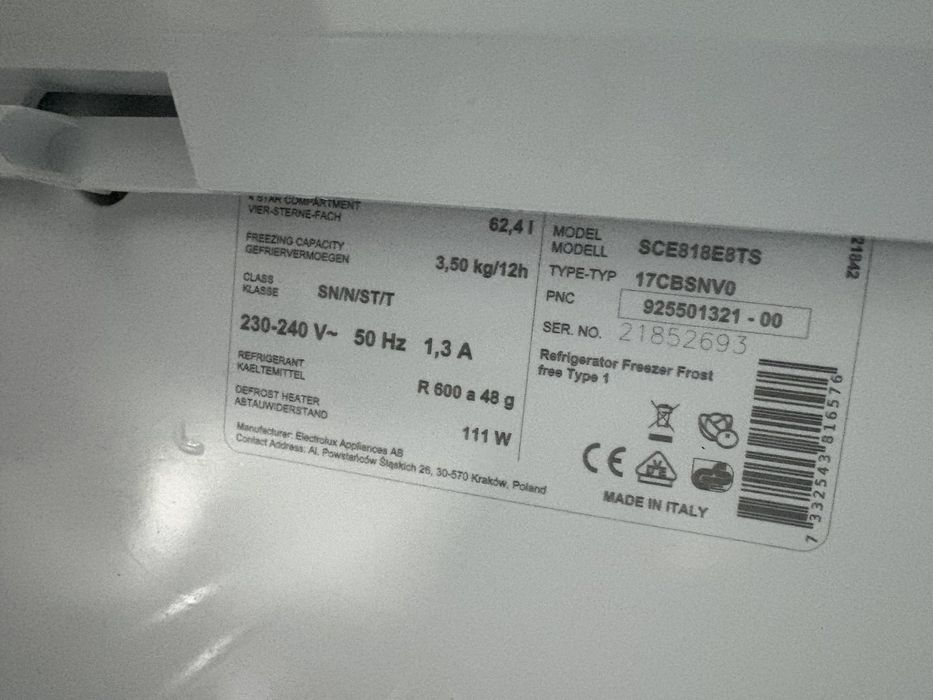 4 STAR COMPARTMENT
VIER-STERNE-FACH
62,4 l
FREEZING CAPACITY
GEFRIERVERMOEGEN
3,50 kg/12h
CLASS
KLASSE
SN/N/ST/T
230-240 V~ 50 Hz 1,3 A
REFRIGERANT
KAELTEMITTEL
R 600 a 48 g
DEFROST HEATER
ABTAUWIDERSTAND
111 W
Manufacturer: Electrolux Appliances AB
Contact Address: Al. Powstańców Śląskich 26, 30-570 Kraków, Poland
MODEL
MODELL
SCE818E8TS
TYPE-TYP 17CBSNV0
PNC 925501321 - 00
SER. NO. 21852693
Refrigerator Freezer Frost
free Type 1
CE
MADE IN ITALY
21842
7 332543 816576